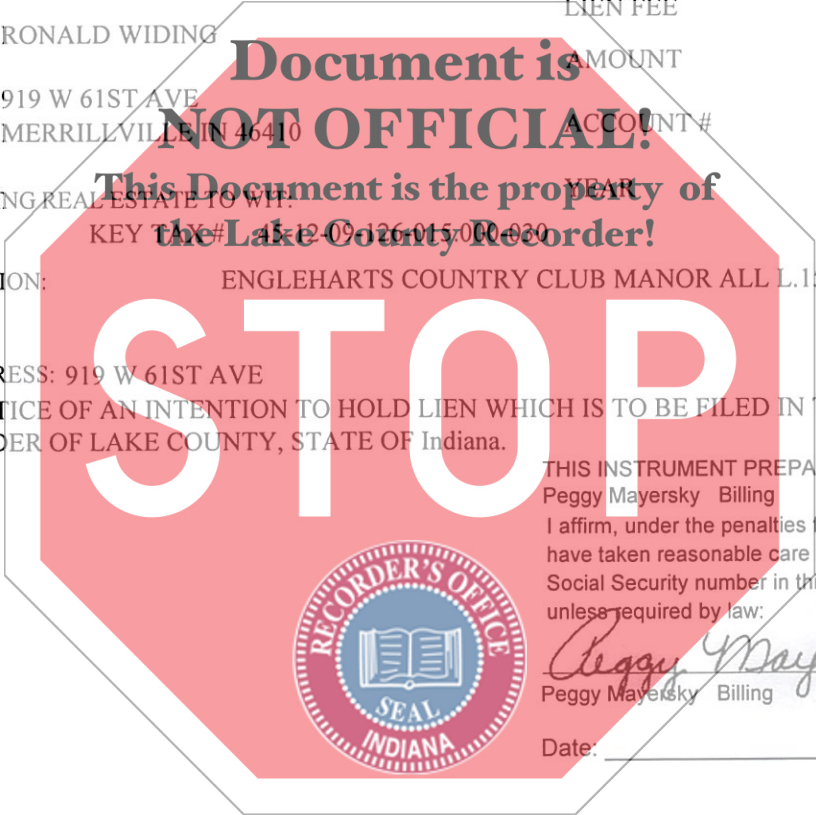 LIEN FEE
RONALD WIDING
Document is
AMOUNT
919 W 61ST AVE
NOT OFFICIAL!
ACCOUNT #
MERRILLVILLE IN 46410
This Document is the property of
YEAR
NG REAL ESTATE TO WIT:
the Lake County Recorder!
KEY TAX # 45-12-09-126-015.000-030
ION: ENGLEHARTS COUNTRY CLUB MANOR ALL L.15
STOP
RESS: 919 W 61ST AVE
TICE OF AN INTENTION TO HOLD LIEN WHICH IS TO BE FILED IN T
DER OF LAKE COUNTY, STATE OF Indiana.
THIS INSTRUMENT PREPA
Peggy Mayersky Billing
I affirm, under the penalties f
have taken reasonable care
Social Security number in thi
unless required by law:
Peggy May
Peggy Mayersky Billing
Date:
RECORDER'S OFFICE
SEAL
INDIANA